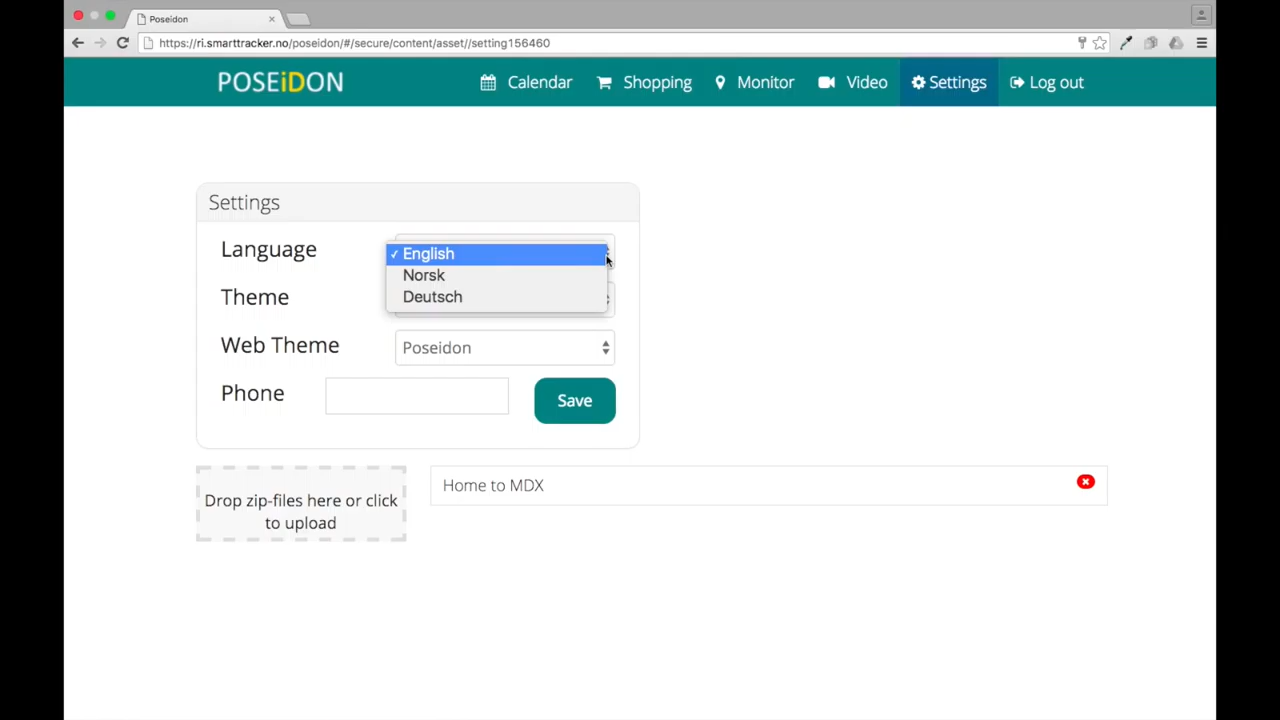 Poseidon
https://ri.smarttracker.no/poseidon/#/secure/content/asset//setting156460
POSEiDON
Calendar
Shopping
Monitor
Video
Settings
Log out
Settings
Language
✓ English
Norsk
Deutsch
Theme
Web Theme
Poseidon
Phone
Save
Drop zip-files here or click
to upload
Home to MDX